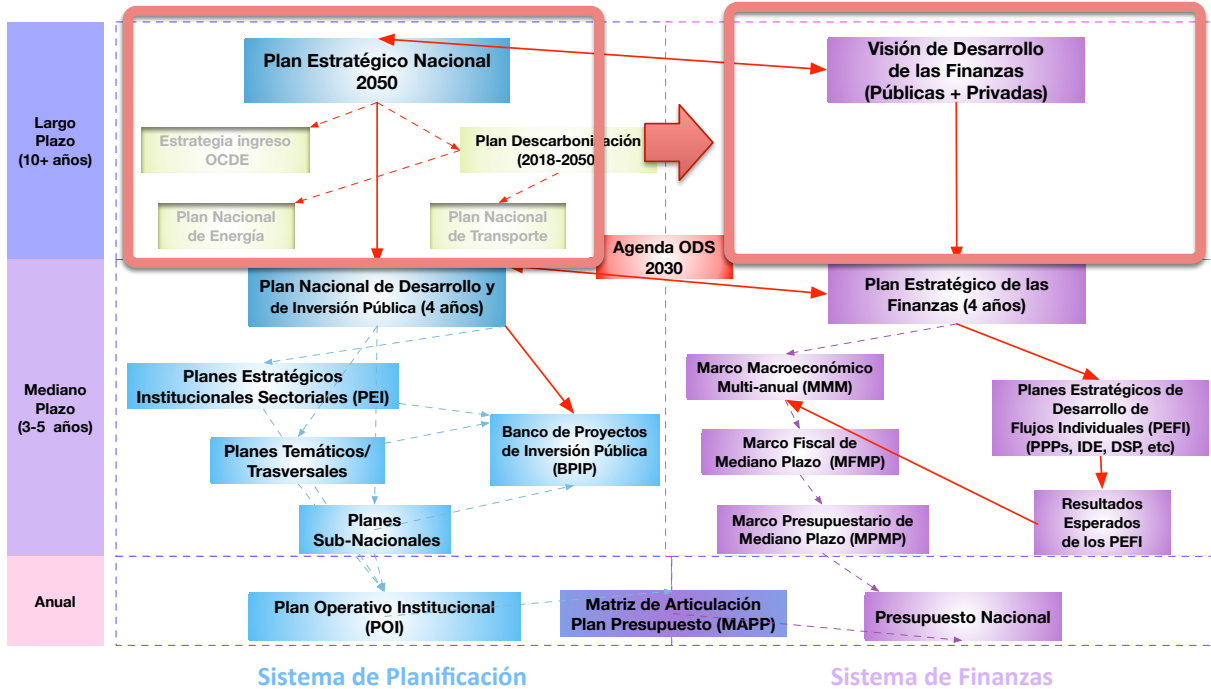 Largo
Plazo
(10+ años)
Plan Estratégico Nacional
2050
Estrategia ingreso
OCDE
Plan Descarbonización
(2018-2050)
Plan Nacional
de Energía
Plan Nacional
de Transporte
Visión de Desarrollo
de las Finanzas
(Públicas + Privadas)
Agenda ODS
2030
Mediano
Plazo
(3-5 años)
Plan Nacional de Desarrollo y
de Inversión Pública (4 años)
Planes Estratégicos
Institucionales Sectoriales (PEI)
Planes Temáticos/
Trasversales
Banco de Proyectos
de Inversión Pública
(BPIP)
Planes
Sub-Nacionales
Plan Estratégico de las
Finanzas (4 años)
Marco Macroeconómico
Multi-anual (MMM)
Planes Estratégicos de
Desarrollo de
Flujos Individuales (PEFI)
(PPPs, IDE, DSP, etc)
Marco Fiscal de
Mediano Plazo (MFMP)
Marco Presupuestario de
Mediano Plazo (MPMP)
Resultados
Esperados
de los PEFI
Anual
Plan Operativo Institucional
(POI)
Matriz de Articulación
Plan Presupuesto (MAPP)
Presupuesto Nacional
Sistema de Planificación
Sistema de Finanzas